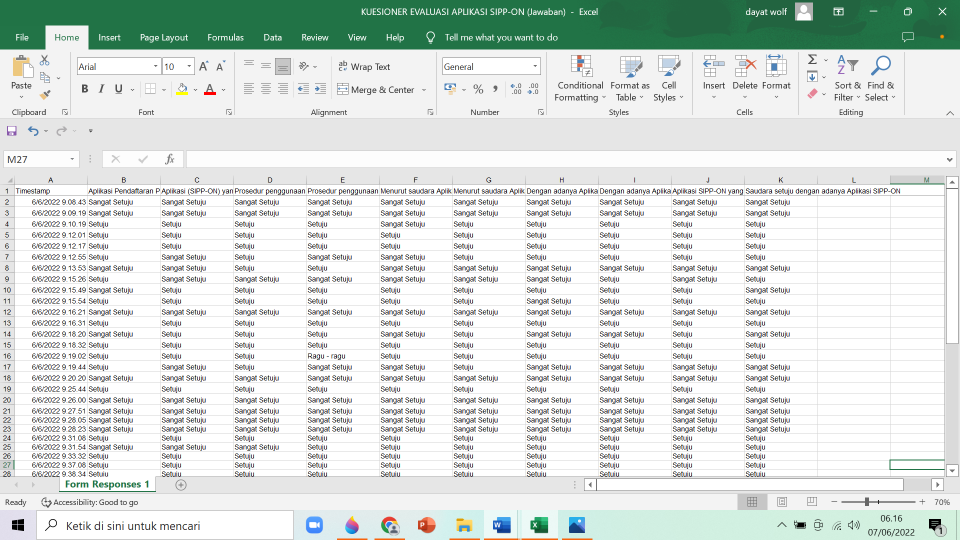 KUESIONER EVALUASI APLIKASI SIPP-ON (Jawaban) - Excel
dayat wolf
File Home Insert Page Layout Formulas Data Review View Help Tell me what you want to do
Paste
Arial 10
Wrap Text
General
B I U
Merge & Center
Conditional Formatting
Format as Table
Cell Styles
Insert Delete Format
Sort & Filter
Find & Select
Clipboard Font Alignment Number Styles Cells Editing
M27
A B C D E F G H I J K L M
1 Timestamp Aplikasi Pendaftaran P Aplikasi (SIPP-ON) yan Prosedur penggunaan Prosedur penggunaan Menurut saudara Aplik Menurut saudara Aplik Dengan adanya Aplika Dengan adanya Aplika Aplikasi SIPP-ON yang Saudara setuju dengan adanya Aplikasi SIPP-ON
2 6/6/2022 9.08.43 Sangat Setuju Sangat Setuju Sangat Setuju Sangat Setuju Sangat Setuju Sangat Setuju Sangat Setuju Sangat Setuju Sangat Setuju Sangat Setuju
3 6/6/2022 9.09.19 Sangat Setuju Sangat Setuju Sangat Setuju Sangat Setuju Sangat Setuju Sangat Setuju Sangat Setuju Sangat Setuju Sangat Setuju Sangat Setuju
4 6/6/2022 9.10.19 Setuju Setuju Setuju Setuju Sangat Setuju Setuju Setuju Setuju Setuju Setuju
5 6/6/2022 9.12.01 Setuju Setuju Setuju Setuju Setuju Setuju Setuju Setuju Setuju Setuju
6 6/6/2022 9.12.17 Setuju Setuju Setuju Setuju Setuju Setuju Setuju Setuju Setuju Setuju
7 6/6/2022 9.12.55 Setuju Sangat Setuju Setuju Sangat Setuju Setuju Setuju Setuju Setuju Setuju Sangat Setuju
8 6/6/2022 9.13.53 Sangat Setuju Sangat Setuju Setuju Setuju Sangat Setuju Sangat Setuju Sangat Setuju Sangat Setuju Sangat Setuju Sangat Setuju
9 6/6/2022 9.15.26 Setuju Sangat Setuju Sangat Setuju Sangat Setuju Sangat Setuju Sangat Setuju Sangat Setuju Setuju Sangat Setuju Setuju
10 6/6/2022 9.15.49 Sangat Setuju Setuju Setuju Setuju Setuju Setuju Setuju Setuju Setuju Sangat Setuju
11 6/6/2022 9.15.54 Setuju Setuju Setuju Setuju Setuju Setuju Sangat Setuju Setuju Setuju Setuju
12 6/6/2022 9.16.21 Sangat Setuju Sangat Setuju Sangat Setuju Sangat Setuju Sangat Setuju Sangat Setuju Sangat Setuju Sangat Setuju Sangat Setuju Sangat Setuju
13 6/6/2022 9.16.31 Setuju Setuju Setuju Setuju Setuju Setuju Setuju Setuju Setuju Setuju
14 6/6/2022 9.18.20 Sangat Setuju Setuju Setuju Setuju Sangat Setuju Setuju Sangat Setuju Sangat Setuju Setuju Sangat Setuju
15 6/6/2022 9.18.32 Setuju Setuju Setuju Setuju Setuju Setuju Setuju Setuju Setuju Setuju
16 6/6/2022 9.19.02 Setuju Setuju Setuju Ragu - ragu Setuju Setuju Setuju Setuju Setuju Setuju
17 6/6/2022 9.19.44 Setuju Sangat Setuju Setuju Sangat Setuju Sangat Setuju Setuju Sangat Setuju Sangat Setuju Sangat Setuju Sangat Setuju
18 6/6/2022 9.20.20 Sangat Setuju Sangat Setuju Sangat Setuju Sangat Setuju Sangat Setuju Sangat Setuju Sangat Setuju Sangat Setuju Sangat Setuju Sangat Setuju
19 6/6/2022 9.25.44 Setuju Setuju Setuju Setuju Setuju Setuju Setuju Setuju Setuju Setuju
20 6/6/2022 9.26.00 Sangat Setuju Sangat Setuju Sangat Setuju Sangat Setuju Sangat Setuju Sangat Setuju Sangat Setuju Sangat Setuju Sangat Setuju Sangat Setuju
21 6/6/2022 9.27.51 Sangat Setuju Sangat Setuju Sangat Setuju Sangat Setuju Sangat Setuju Sangat Setuju Sangat Setuju Sangat Setuju Sangat Setuju Sangat Setuju
22 6/6/2022 9.28.05 Sangat Setuju Sangat Setuju Sangat Setuju Sangat Setuju Sangat Setuju Sangat Setuju Sangat Setuju Sangat Setuju Sangat Setuju Sangat Setuju
23 6/6/2022 9.28.23 Sangat Setuju Sangat Setuju Sangat Setuju Sangat Setuju Sangat Setuju Sangat Setuju Sangat Setuju Sangat Setuju Sangat Setuju Sangat Setuju
24 6/6/2022 9.31.08 Setuju Setuju Setuju Setuju Setuju Setuju Setuju Setuju Setuju Setuju
25 6/6/2022 9.31.54 Sangat Setuju Sangat Setuju Sangat Setuju Setuju Setuju Setuju Setuju Setuju Setuju Setuju
26 6/6/2022 9.33.32 Setuju Setuju Setuju Setuju Setuju Setuju Setuju Setuju Setuju Setuju
27 6/6/2022 9.37.08 Setuju Setuju Setuju Setuju Setuju Setuju Setuju Setuju Setuju Setuju
28 6/6/2022 9.38.34 Setuju Setuju Setuju Setuju Setuju Setuju Setuju Setuju Setuju Setuju
Form Responses 1
Ready Accessibility: Good to go 70%
Ketik di sini untuk mencari
06.16
07/06/2022
1